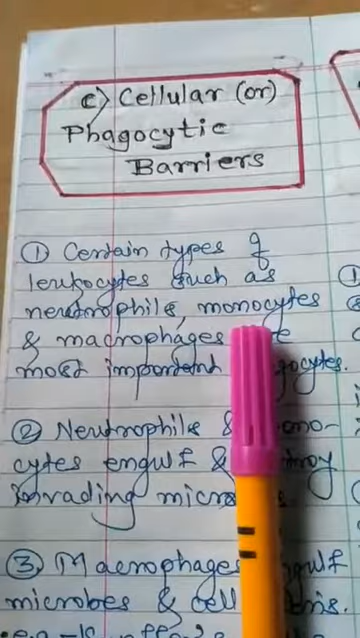 c) Cellular (or)
Phagocytic
Barriers
① Certain types of
leukocytes such as
neutrophils, monocytes
& macrophages
most important
② Neutrophils &
cytes engulf &
invading
③ Macrophages
microbes & cell